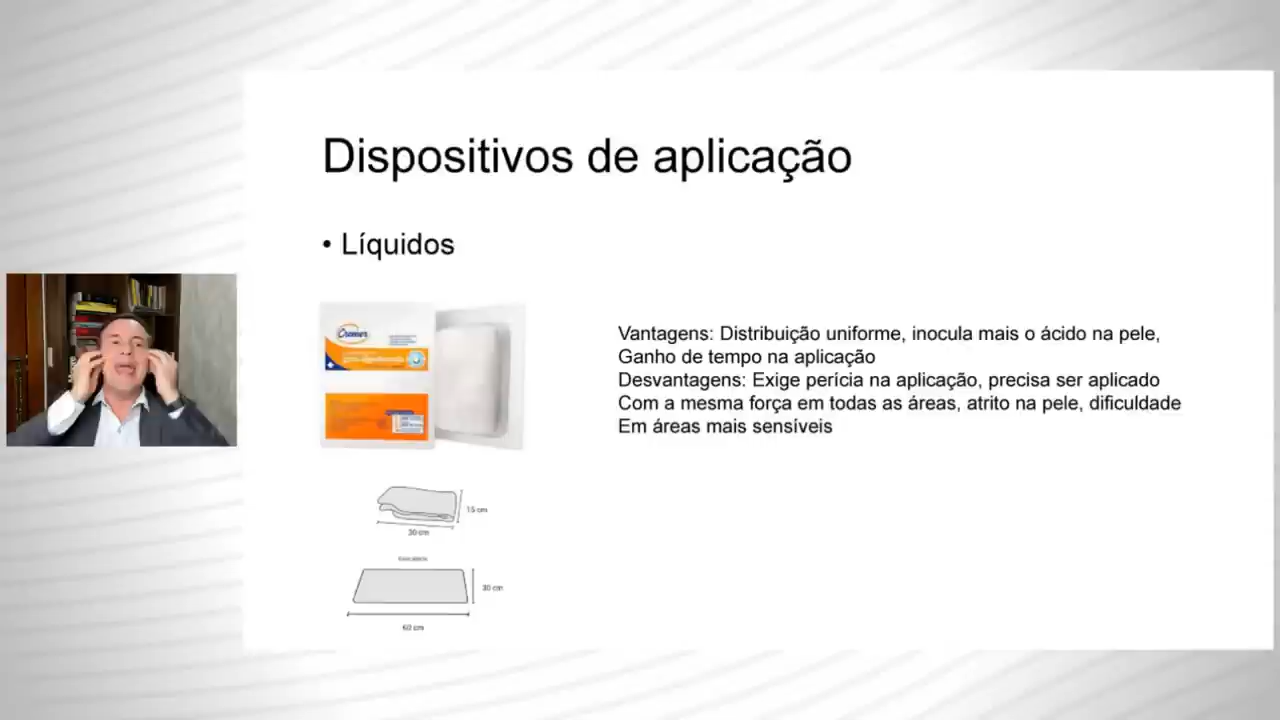 Dispositivos de aplicação
• Líquidos
Cremer
Vantagens: Distribuição uniforme, inocula mais o ácido na pele,
Ganho de tempo na aplicação
Desvantagens: Exige perícia na aplicação, precisa ser aplicado
Com a mesma força em todas as áreas, atrito na pele, dificuldade
Em áreas mais sensíveis
15 cm
30 cm
30 cm
60 cm